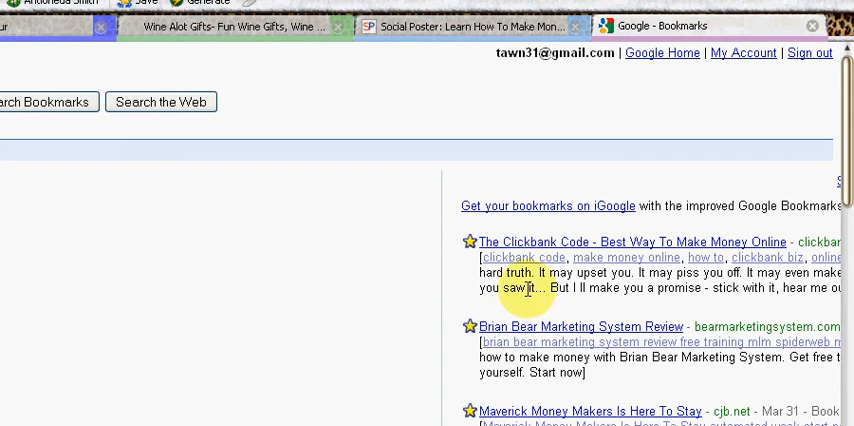 Antioneda Smith Save Generate
ur Wine Alot Gifts- Fun Wine Gifts, Wine ... Social Poster: Learn How To Make Mon... Google - Bookmarks
tawn31@gmail.com | Google Home | My Account | Sign out
arch Bookmarks Search the Web
S
Get your bookmarks on iGoogle with the improved Google Bookmarks
The Clickbank Code - Best Way To Make Money Online - clickbar
[clickbank code, make money online, how to, clickbank biz, online
hard truth. It may upset you. It may piss you off. It may even make
you saw it... But I ll make you a promise - stick with it, hear me ou
Brian Bear Marketing System Review - bearmarketingsystem.com
[brian bear marketing system review free training mlm spiderweb m
how to make money with Brian Bear Marketing System. Get free t
yourself. Start now]
Maverick Money Makers Is Here To Stay - cjb.net - Mar 31 - Book